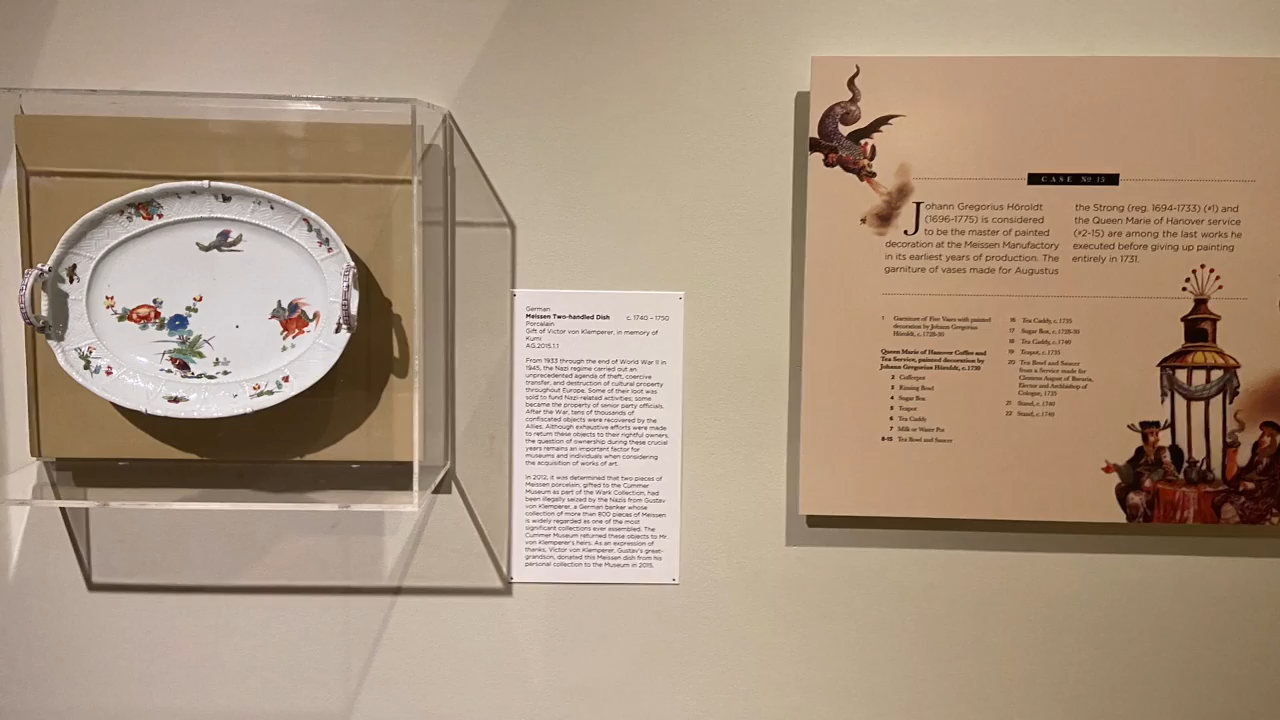 German
Meissen Two-handled Dish c. 1740 – 1750
Porcelain
Gift of Victor von Klemperer, in memory of
Kumi
AG.2015.1.1
From 1933 through the end of World War II in
1945, the Nazi regime carried out an
unprecedented agenda of theft, coercive
transfer, and destruction of cultural property
throughout Europe. Some of their loot was
sold to fund Nazi-related activities; some
became the property of senior party officials.
After the War, tens of thousands of
confiscated objects were recovered by the
Allies. Although exhaustive efforts were made
to return these objects to their rightful owners,
the question of ownership during these crucial
years remains an important factor for
museums and individuals when considering
the acquisition of works of art.
In 2012, it was determined that two pieces of
Meissen porcelain, gifted to the Cummer
Museum as part of the Wark Collection, had
been illegally seized by the Nazis from Gustav
von Klemperer, a German banker whose
collection of more than 800 pieces of Meissen
is widely regarded as one of the most
significant collections ever assembled. The
Cummer Museum returned these objects to Mr.
von Klemperer's heirs. As an expression of
thanks, Victor von Klemperer, Gustav's great-
grandson, donated this Meissen dish from his
personal collection to the Museum in 2015.
CASE No 15
Johann Gregorius Höroldt
(1696-1775) is considered
to be the master of painted
decoration at the Meissen Manufactory
in its earliest years of production. The
garniture of vases made for Augustus
the Strong (reg. 1694-1733) (#1) and
the Queen Marie of Hanover service
(#2-15) are among the last works he
executed before giving up painting
entirely in 1731.
1 Garniture of Five Vases with painted
decoration by Johann Gregorius
Höroldt, c. 1728-30
Queen Marie of Hanover Coffee and
Tea Service, painted decoration by
Johann Gregorius Höroldt, c. 1730
2 Coffeepot
3 Rinsing Bowl
4 Sugar Box
5 Teapot
6 Tea Caddy
7 Milk or Water Pot
8-15 Tea Bowl and Saucer
16 Tea Caddy, c. 1735
17 Sugar Box, c. 1728-30
18 Tea Caddy, c. 1740
19 Teapot, c. 1735
20 Tea Bowl and Saucer
from a Service made for
Clemens August of Bavaria,
Elector and Archbishop of
Cologne, 1735
21 Stand, c. 1740
22 Stand, c. 1740